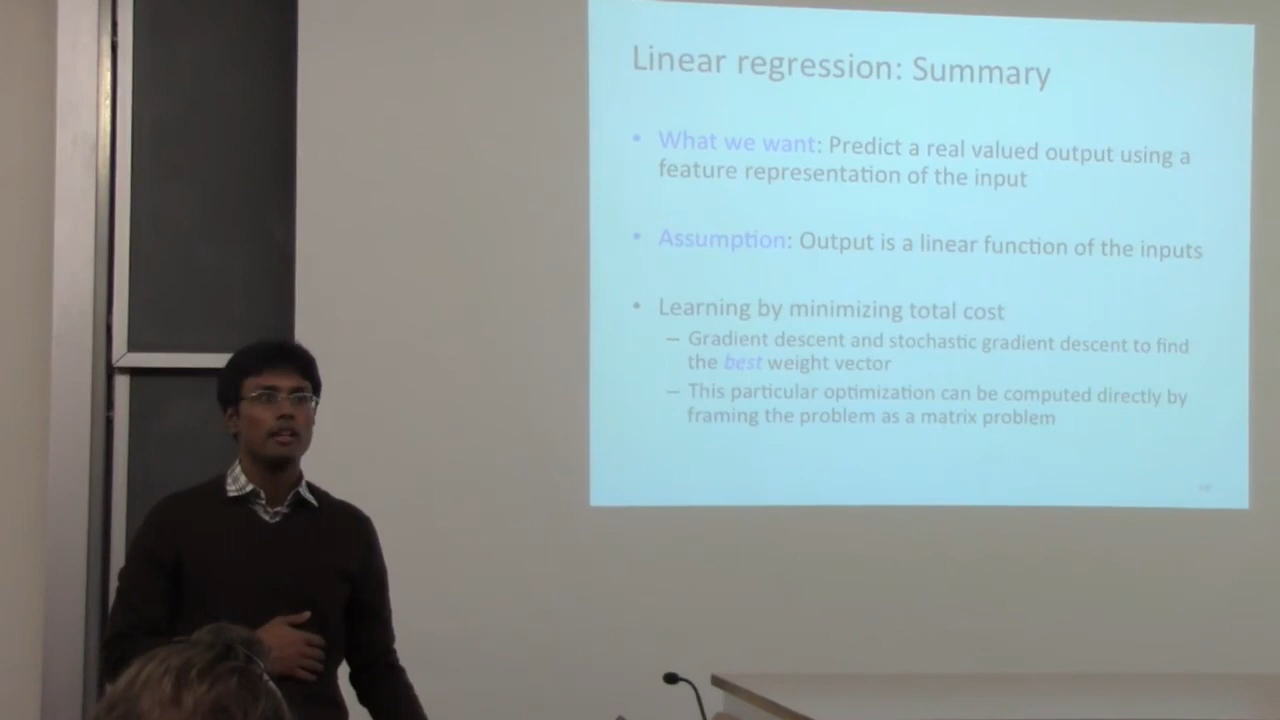 Linear regression: Summary
• What we want: Predict a real valued output using a
feature representation of the input
• Assumption: Output is a linear function of the inputs
• Learning by minimizing total cost
– Gradient descent and stochastic gradient descent to find
the best weight vector
– This particular optimization can be computed directly by
framing the problem as a matrix problem